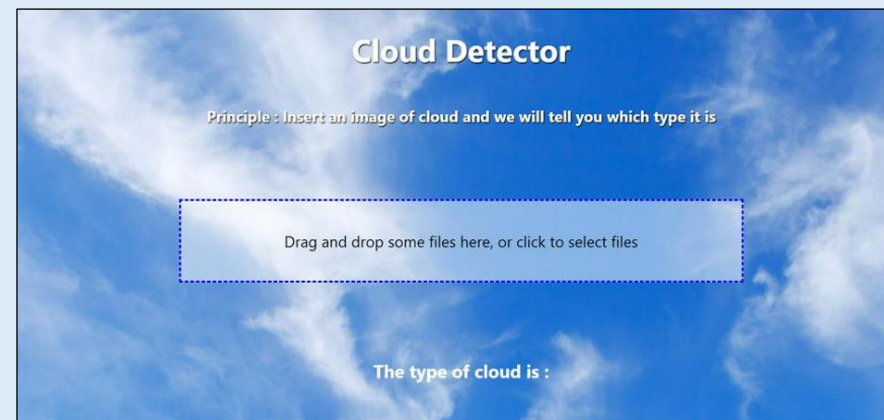 Cloud Detector
Principle : Insert an image of cloud and we will tell you which type it is
Drag and drop some files here, or click to select files
The type of cloud is :